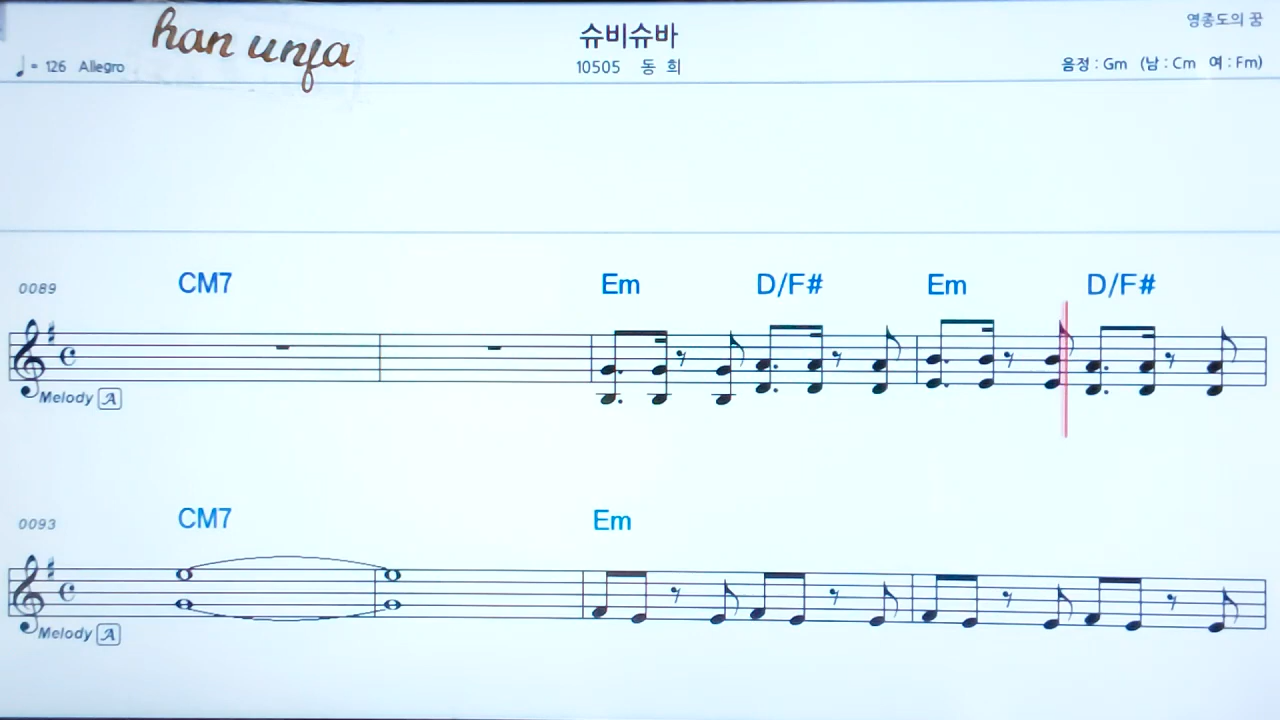 han unfa
슈비슈바
영종도의 꿈
♩= 126 Allegro
10505 동 희
음정 : Gm (남 : Cm 여 : Fm)
0089 CM7 Em D/F# Em D/F#
Melody A
0093 CM7 Em
Melody A